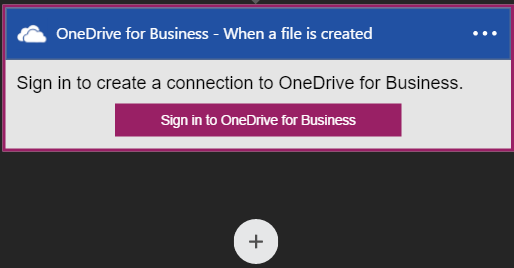 OneDrive for Business - When a file is created
Sign in to create a connection to OneDrive for Business.
Sign in to OneDrive for Business